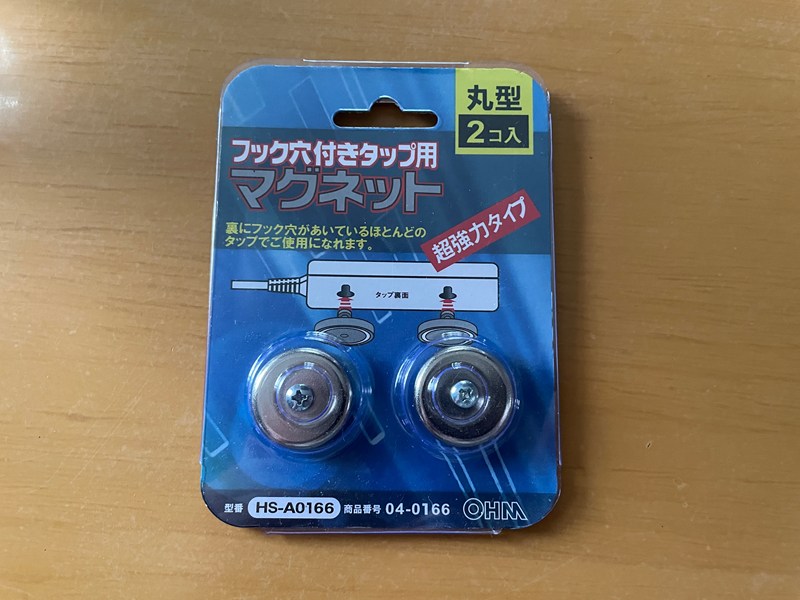 丸型
2コ入
フック穴付きタップ用
マグネット
超強力タイプ
裏にフック穴があいているほとんどの
タップでご使用になれます。
タップ裏面
型番 HS-A0166 商品番号 04-0166 OHM